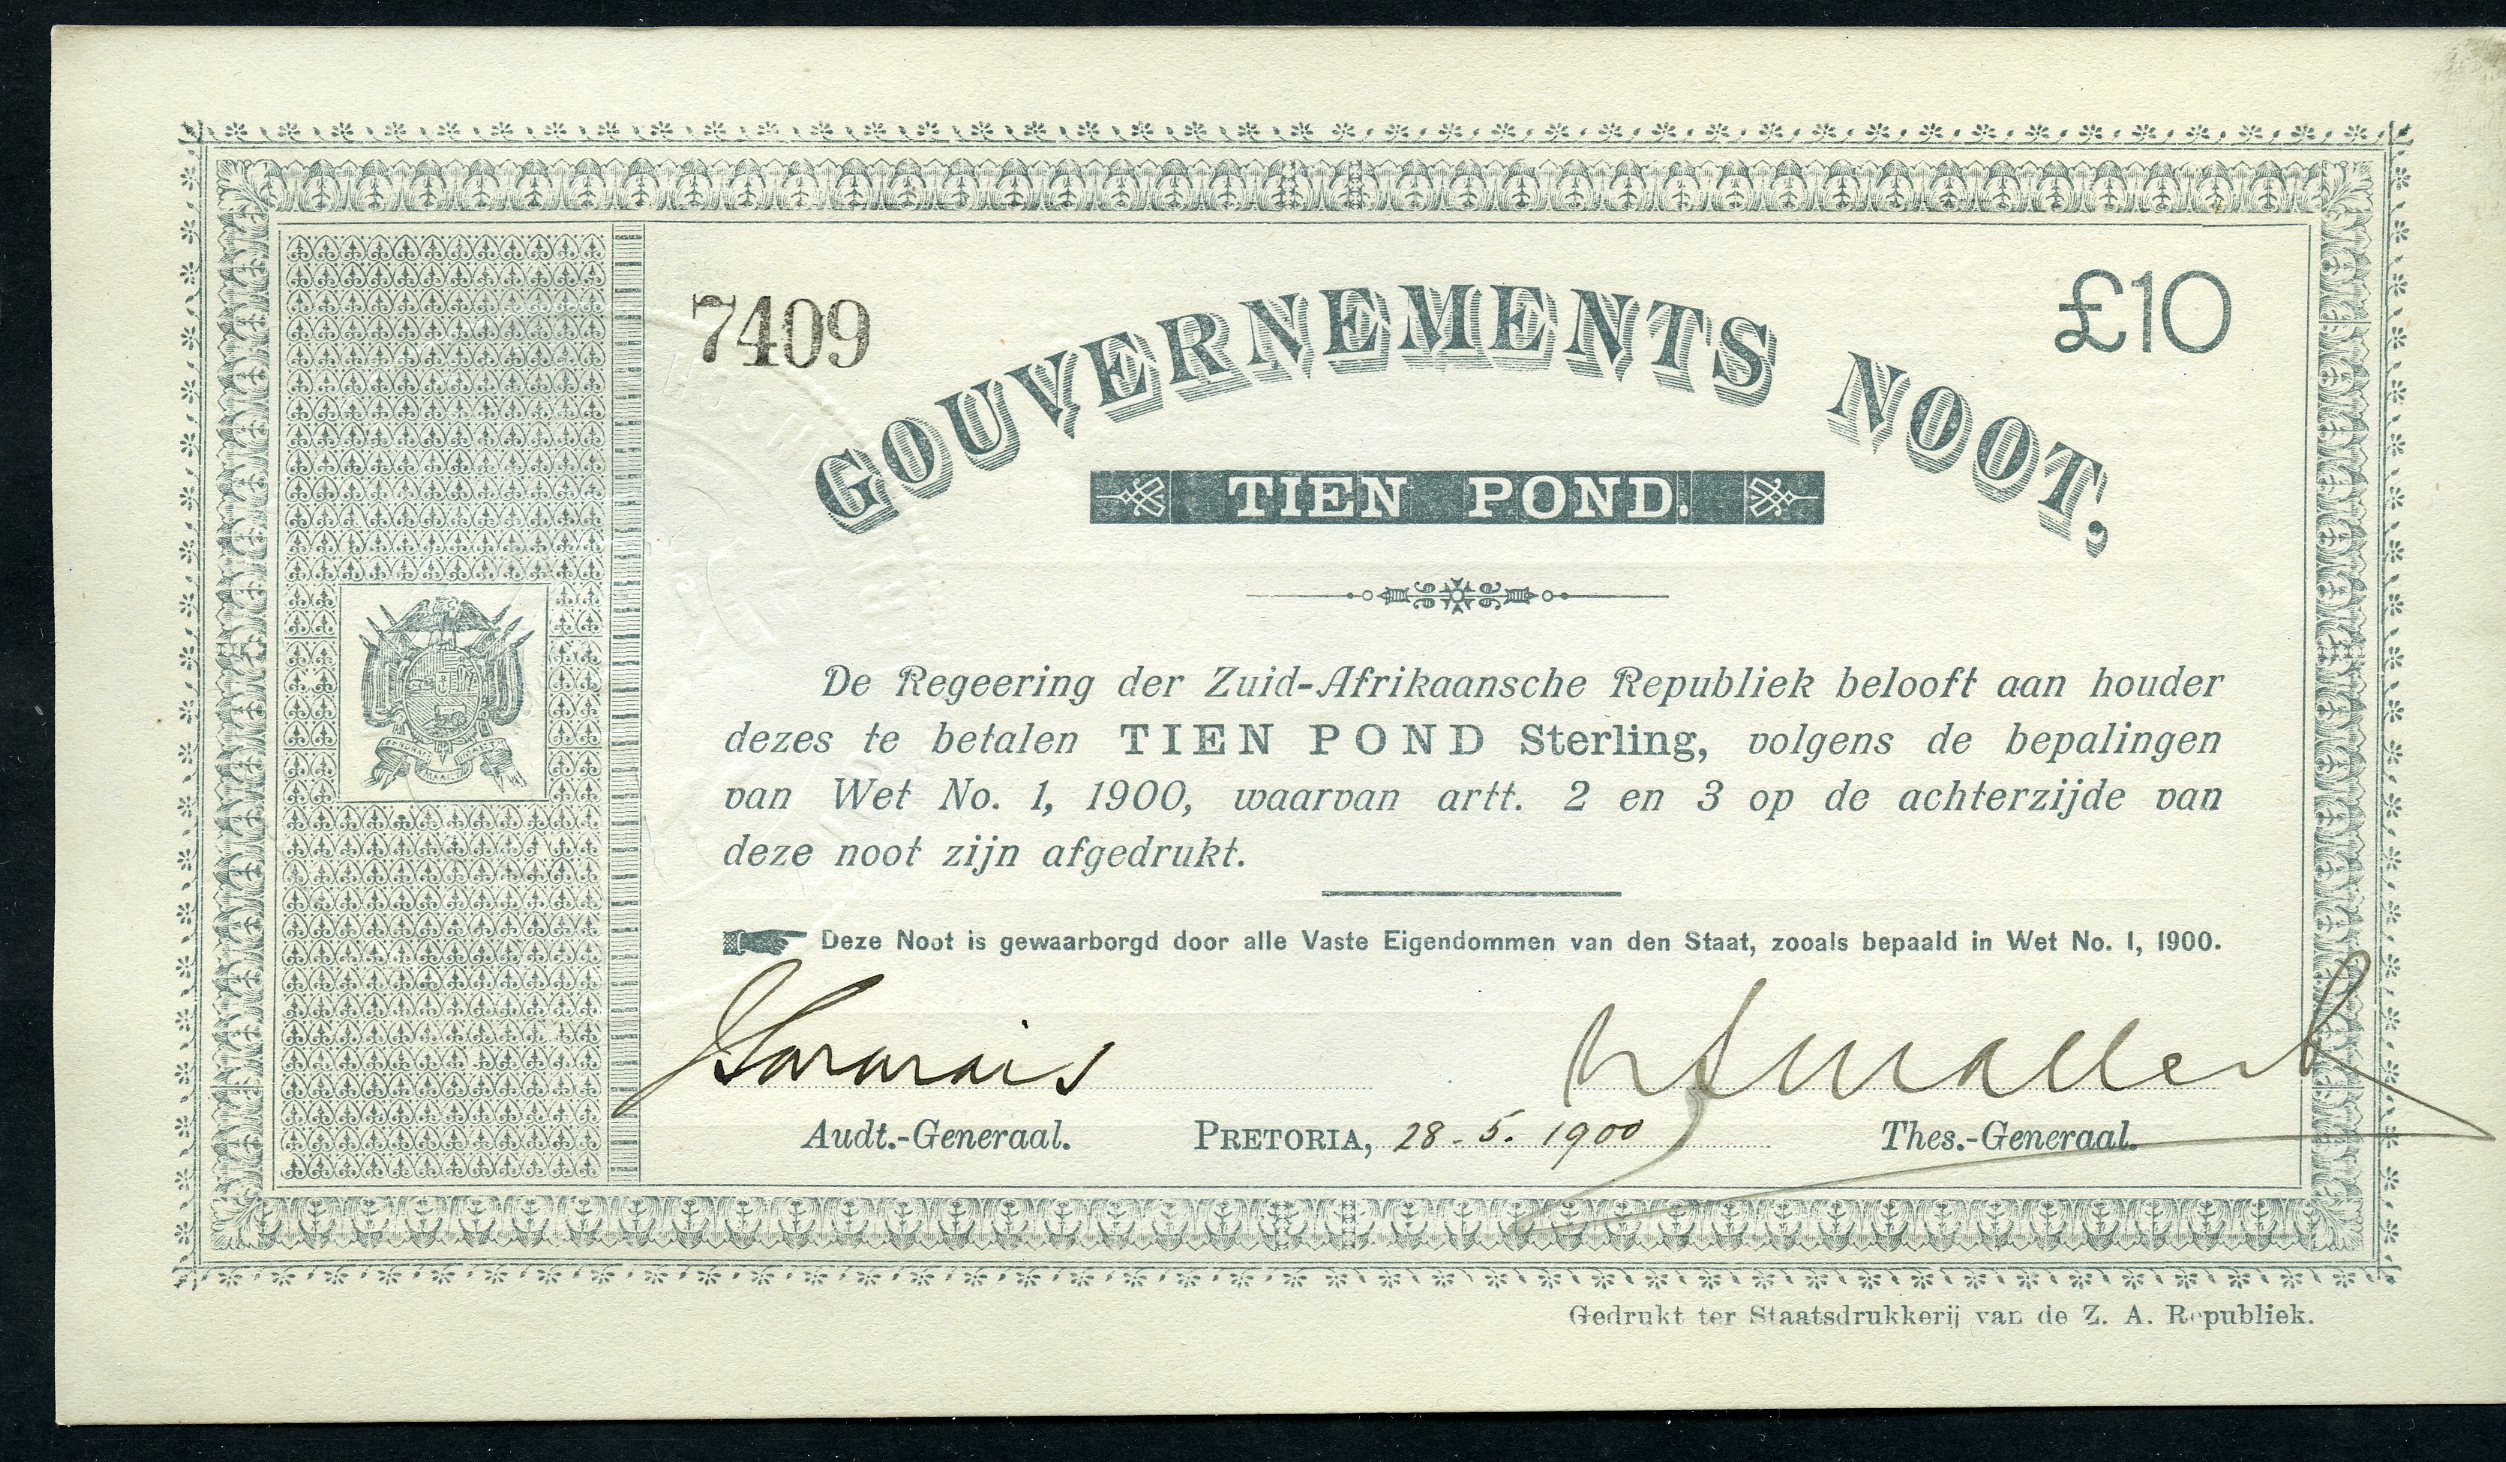 7409
£10
GOUVERNEMENTS NOOT,
TIEN POND.
De Regeering der Zuid-Afrikaansche Republiek belooft aan houder
dezes te betalen TIEN POND Sterling, volgens de bepalingen
van Wet No. 1, 1900, waarvan artt. 2 en 3 op de achterzijde van
deze noot zijn afgedrukt.
Deze Noot is gewaarborgd door alle Vaste Eigendommen van den Staat, zooals bepaald in Wet No. 1, 1900.
Audt.-Generaal. PRETORIA, 28. 5. 1900 Thes.-Generaal.
Gedrukt ter Staatsdrukkerij van de Z. A. Republiek.